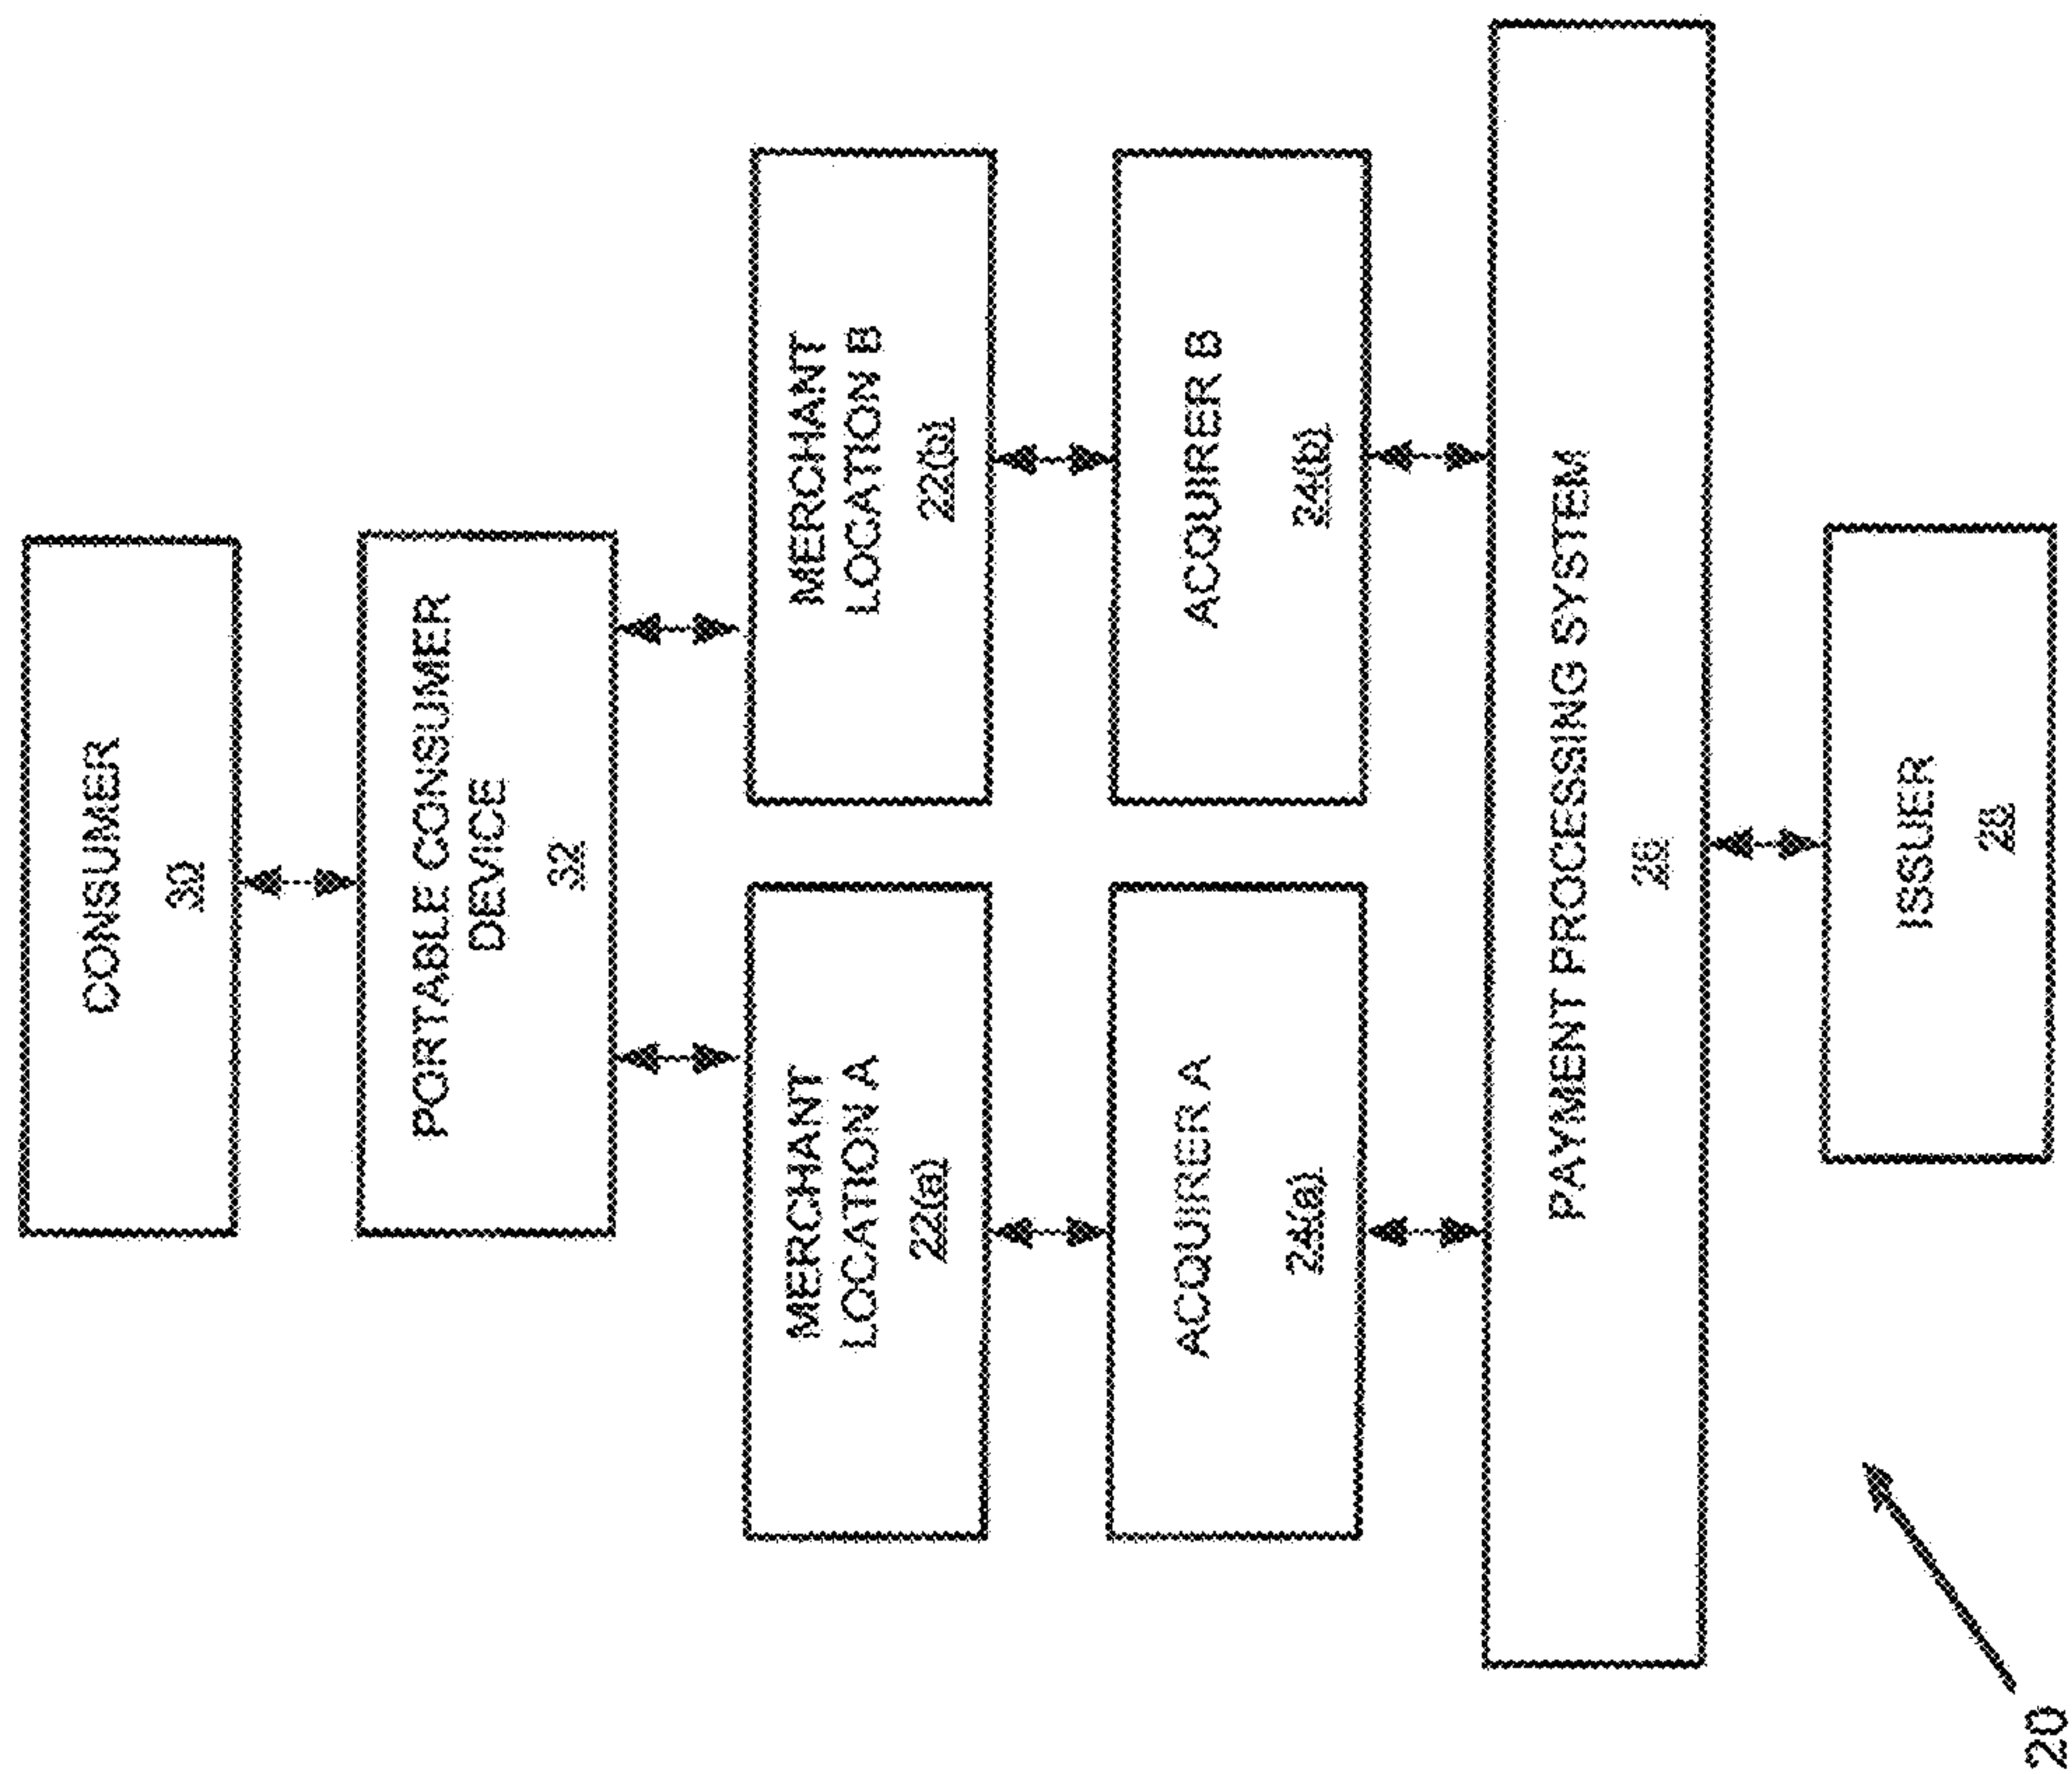 CONSUMER
30
PORTABLE CONSUMER
DEVICE
32
MERCHANT
LOCATION A
22(a)
MERCHANT
LOCATION B
22(b)
ACQUIRER A
24(a)
ACQUIRER B
24(b)
PAYMENT PROCESSING SYSTEM
26
ISSUER
28
20